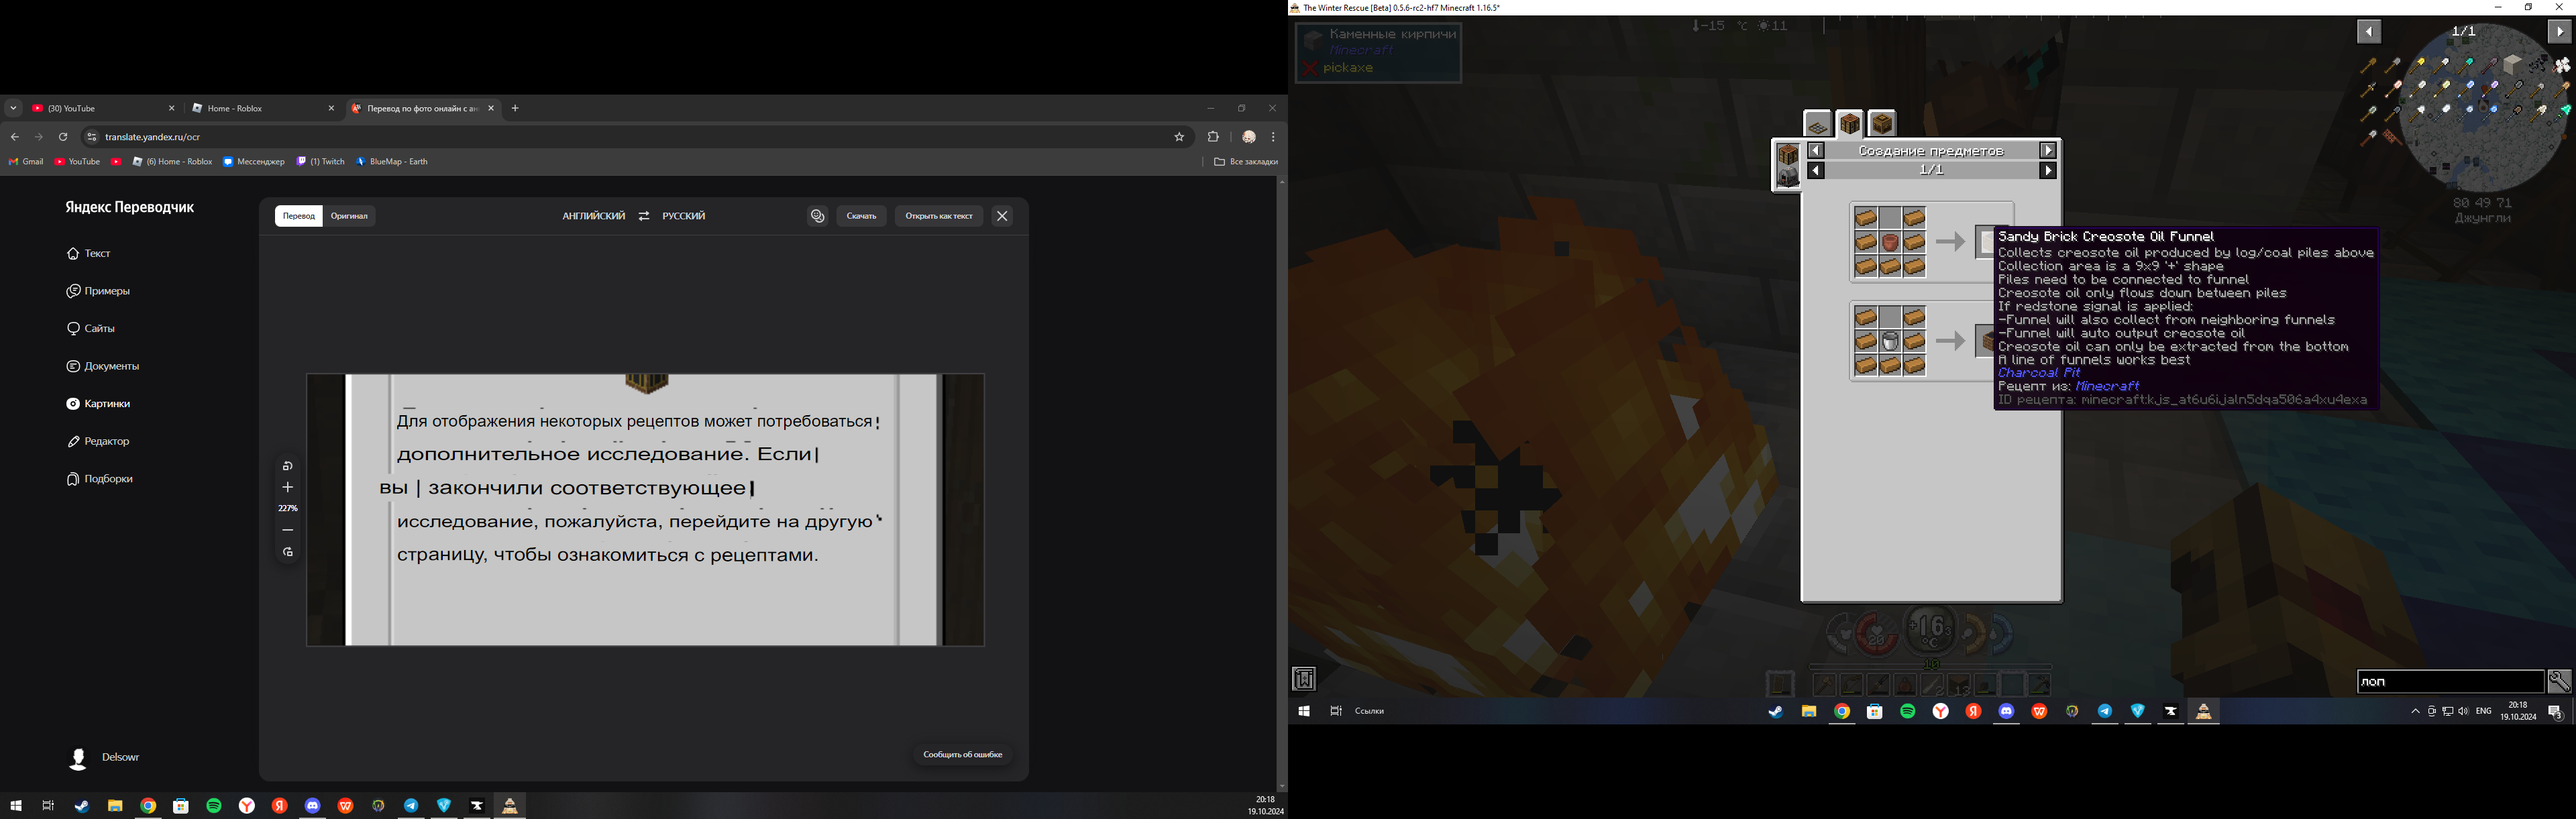 (30) YouTube
Home - Roblox
Перевод по фото онлайн с ан
translate.yandex.ru/ocr
Gmail
YouTube
(6) Home - Roblox
Мессенджер
(1) Twitch
BlueMap - Earth
Все закладки
Яндекс Переводчик
Текст
Примеры
Сайты
Документы
Картинки
Редактор
Подборки
Delsowr
Перевод
Оригинал
АНГЛИЙСКИЙ
РУССКИЙ
Скачать
Открыть как текст
227%
Для отображения некоторых рецептов может потребоваться
дополнительное исследование. Если|
вы | закончили соответствующее|
исследование, пожалуйста, перейдите на другую
страницу, чтобы ознакомиться с рецептами.
Сообщить об ошибке
20:18
19.10.2024
The Winter Rescue [Beta] 0.5.6-rc2-hf7 Minecraft 1.16.5*
Каменные кирпичи
Minecraft
pickaxe
-15 °C
11
1/1
80 49 71
Джунгли
Создание предметов
1/1
Sandy Brick Creosote Oil Funnel
Collects creosote oil produced by log/coal piles above
Collection area is a 9x9 '+' shape
Piles need to be connected to funnel
Creosote oil only flows down between piles
If redstone signal is applied:
-Funnel will also collect from neighboring funnels
-Funnel will auto output creosote oil
Creosote oil can only be extracted from the bottom
A line of funnels works best
Charcoal Pit
Рецепт из: Minecraft
ID рецепта: minecraft:kjs_at6u6ijaln5dqa506a4xu4exa
20
+16
°C
10
2
13
лоп
Ссылки
ENG
20:18
19.10.2024
3